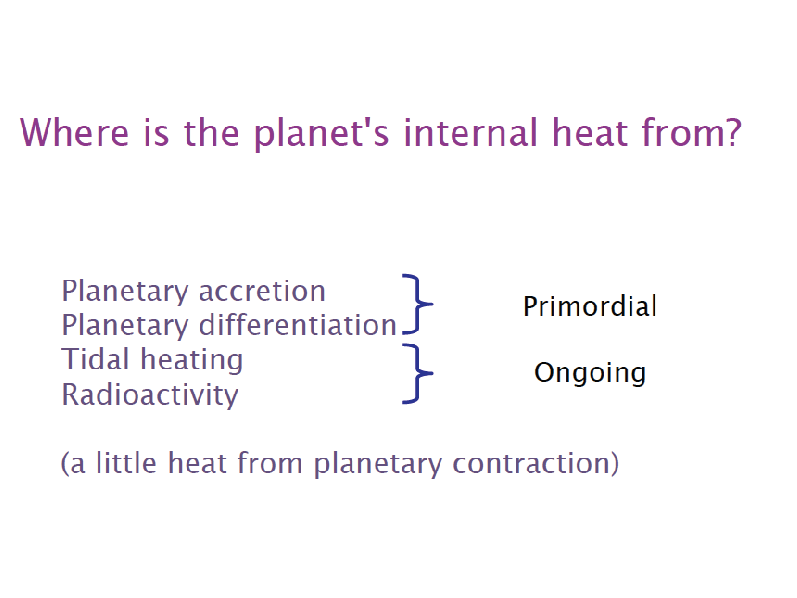 Where is the planet's internal heat from?
Planetary accretion
Planetary differentiation
Primordial
Tidal heating
Radioactivity
Ongoing
(a little heat from planetary contraction)